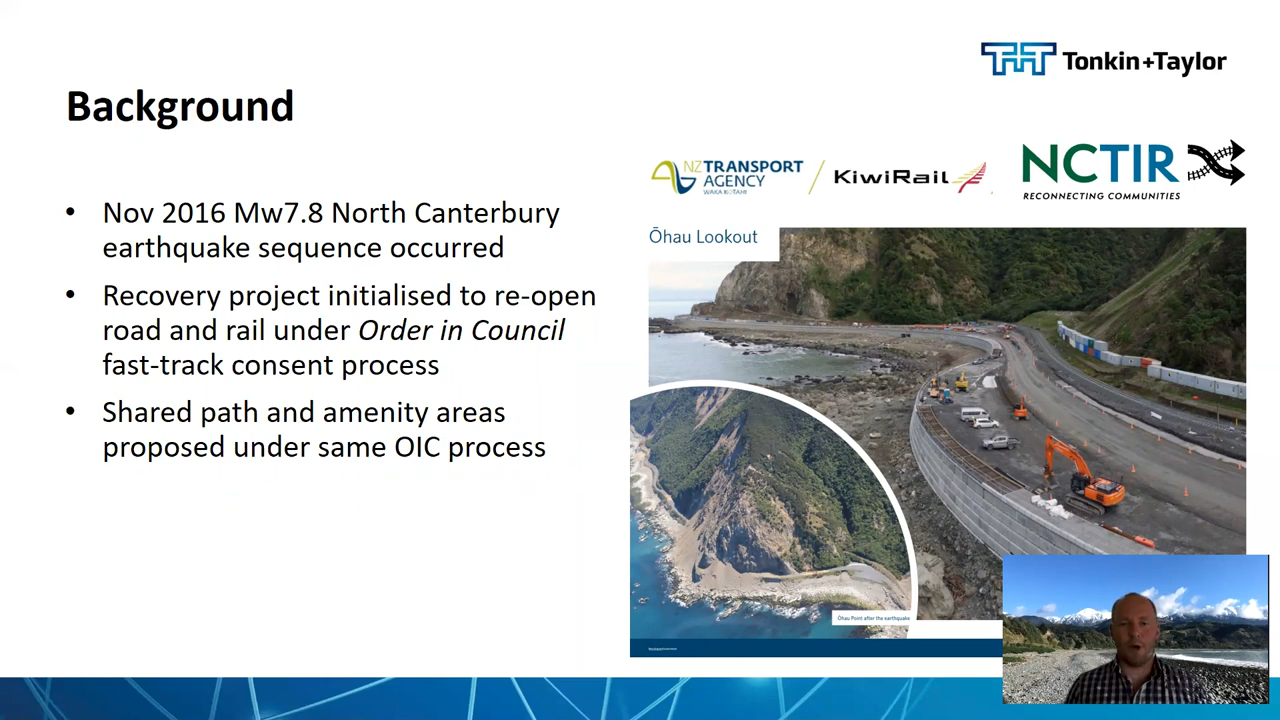 Tonkin+Taylor
Background
NZTRANSPORT
AGENCY
WAKA KOTAHI
KiwiRail
NCTIR
RECONNECTING COMMUNITIES
• Nov 2016 Mw7.8 North Canterbury
earthquake sequence occurred
• Recovery project initialised to re-open
road and rail under Order in Council
fast-track consent process
• Shared path and amenity areas
proposed under same OIC process
Ōhau Lookout
Ōhau Point after the earthquake